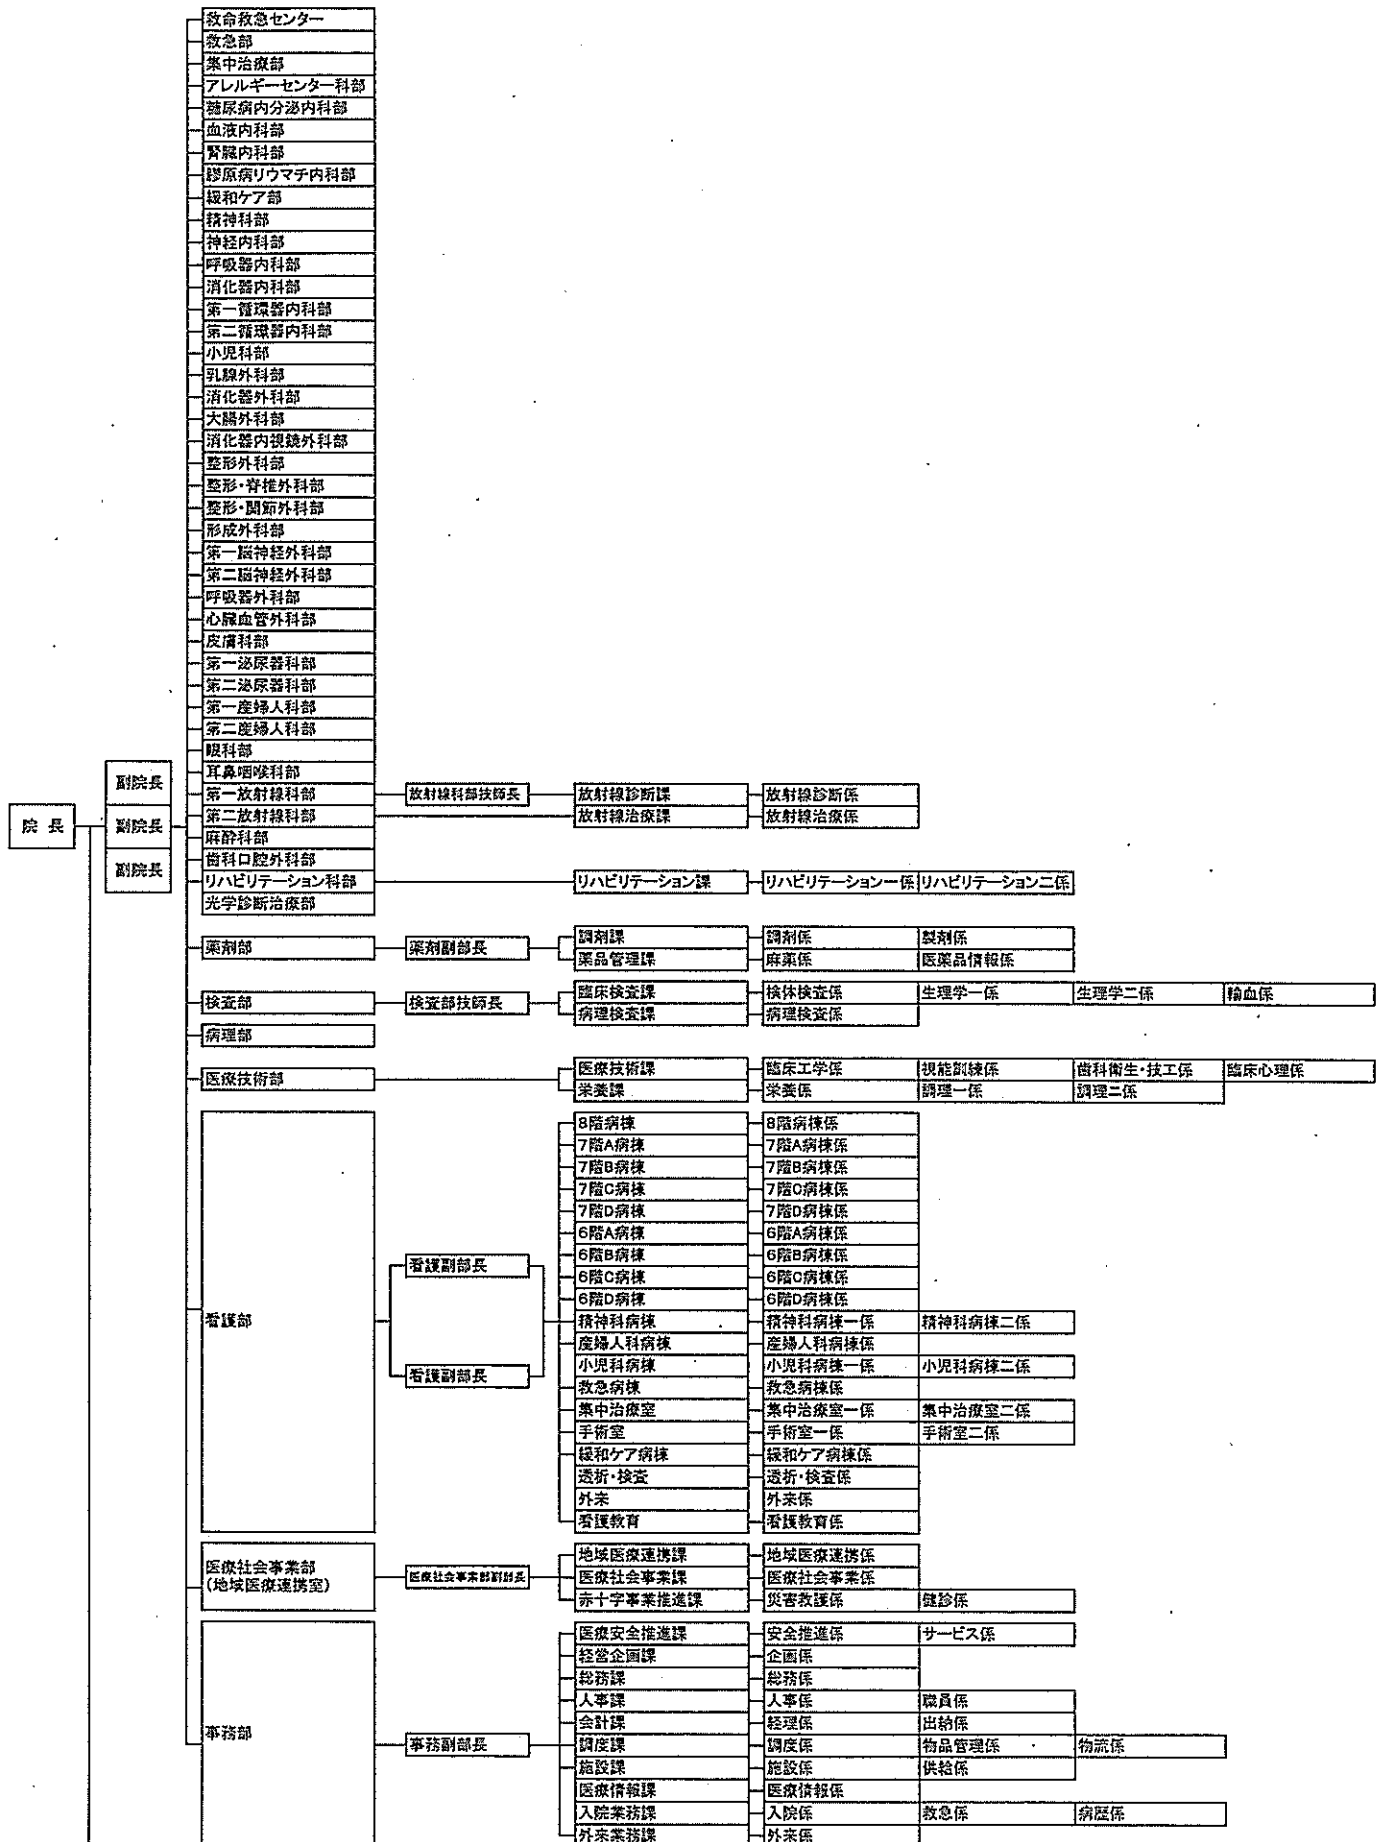 救命救急センター
救急部
集中治療部
アレルギーセンター科部
糖尿病内分泌内科部
血液内科部
腎臓内科部
膠原病リウマチ内科部
緩和ケア部
精神科部
神経内科部
呼吸器内科部
消化器内科部
第一循環器内科部
第二循環器内科部
小児科部
乳腺外科部
消化器外科部
大腸外科部
消化器内視鏡外科部
整形外科部
整形・脊椎外科部
整形・関節外科部
形成外科部
第一脳神経外科部
第二脳神経外科部
呼吸器外科部
心臓血管外科部
皮膚科部
第一泌尿器科部
第二泌尿器科部
第一産婦人科部
第二産婦人科部
眼科部
耳鼻咽喉科部
副院長
第一放射線科部 放射線科部技師長 放射線診断課 放射線診断係
院 長 副院長 第二放射線科部 放射線治療課 放射線治療係
麻酔科部
歯科口腔外科部
副院長
リハビリテーション科部 リハビリテーション課 リハビリテーション一係 リハビリテーション二係
光学診断治療部
薬剤部 薬剤副部長 調剤課 調剤係 製剤係
薬品管理課 麻薬係 医薬品情報係
検査部 検査部技師長 臨床検査課 検体検査係 生理学一係 生理学二係 輸血係
病理検査課 病理検査係
病理部
医療技術部 医療技術課 臨床工学係 視能訓練係 歯科衛生・技工係 臨床心理係
栄養課 栄養係 調理一係 調理二係
8階病棟 8階病棟係
7階A病棟 7階A病棟係
7階B病棟 7階B病棟係
7階C病棟 7階C病棟係
7階D病棟 7階D病棟係
6階A病棟 6階A病棟係
6階B病棟 6階B病棟係
看護副部長
6階C病棟 6階C病棟係
6階D病棟 6階D病棟係
看護部 精神科病棟 精神科病棟一係 精神科病棟二係
産婦人科病棟 産婦人科病棟係
小児科病棟 小児科病棟一係 小児科病棟二係
看護副部長
救急病棟 救急病棟係
集中治療室 集中治療室一係 集中治療室二係
手術室 手術室一係 手術室二係
緩和ケア病棟 緩和ケア病棟係
透析・検査 透析・検査係
外来 外来係
看護教育 看護教育係
医療社会事業部
(地域医療連携室)
医療社会事業部副部長
地域医療連携課 地域医療連携係
医療社会事業課 医療社会事業係
赤十字事業推進課 災害救護係 健診係
医療安全推進課 安全推進係 サービス係
経営企画課 企画係
総務課 総務係
人事課 人事係 職員係
会計課 経理係 出納係
事務部 事務副部長 調度課 調度係 物品管理係 物流係
施設課 施設係 供給係
医療情報課 医療情報係
入院業務課 入院係 救急係 病歴係
外来業務課 外来係